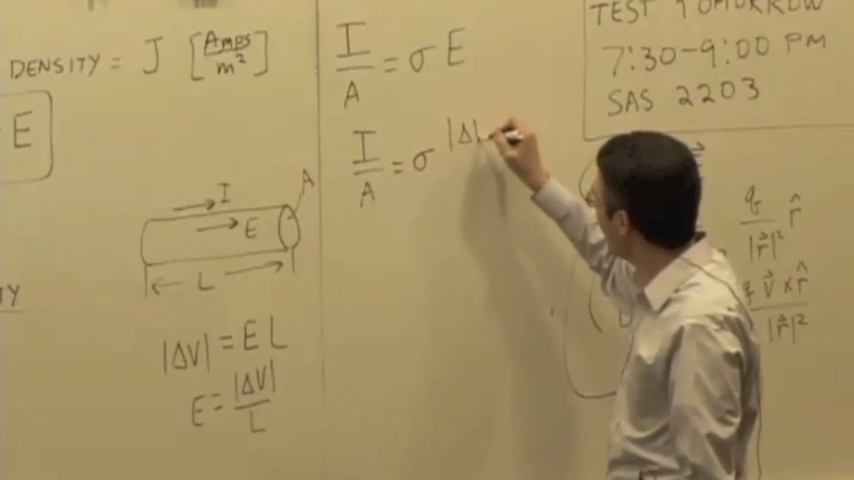 DENSITY = J [Amps/m²]
E
I
E
A
L
|ΔV| = E L
E = |ΔV|/L
I/A = σ E
I/A = σ |Δ
TEST TOMORROW
7:30-9:00 PM
SAS 2203
q/|r⃗|² r̂
q v⃗ × r̂/|r⃗|²